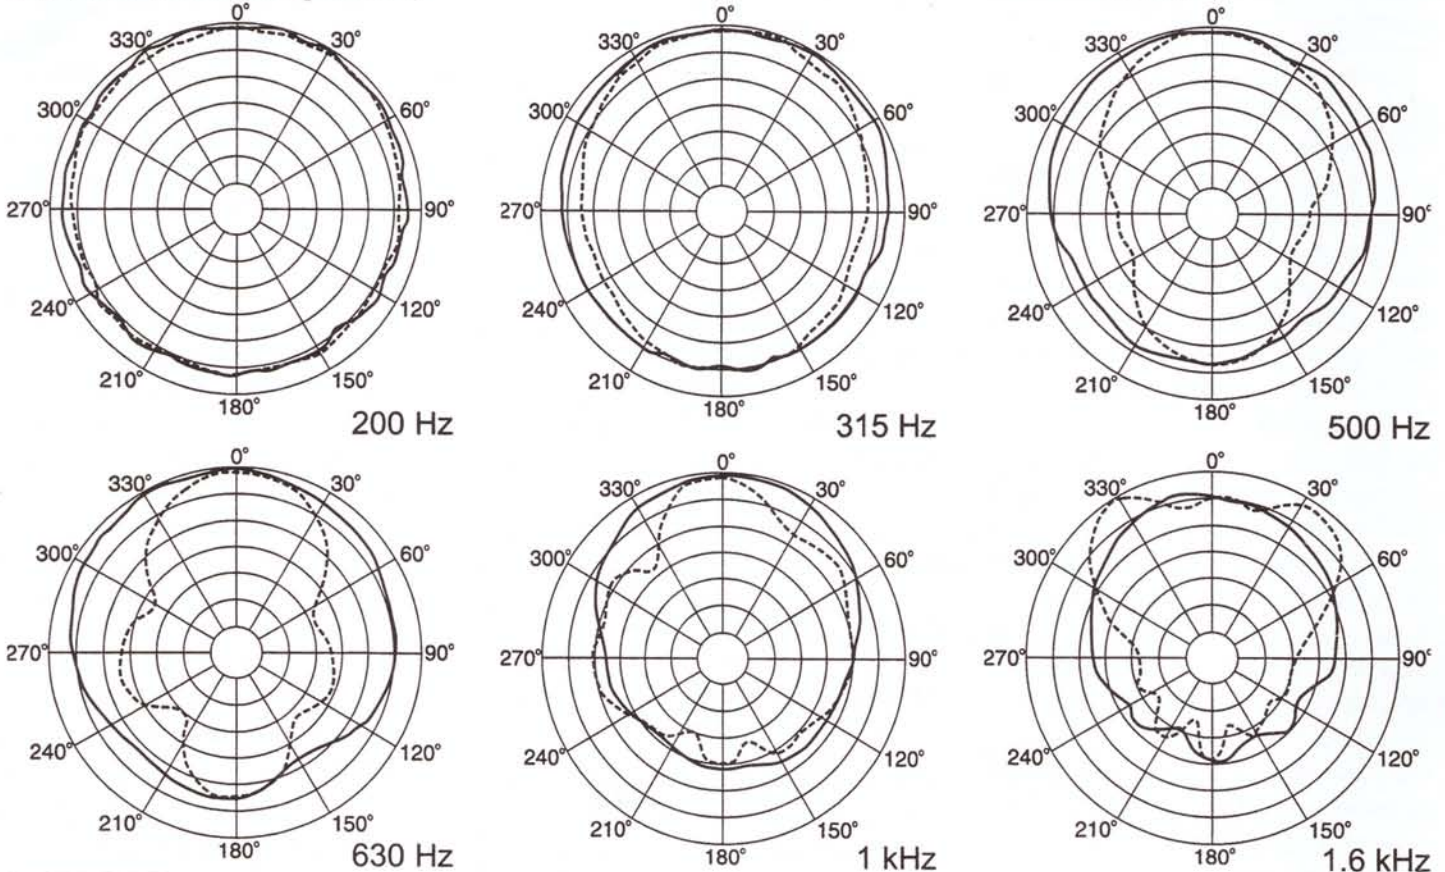 0° 0° 0°
330° 30° 330° 30° 330° 30°
300° 60° 300° 60° 300° 60°
270° 90° 270° 90° 270° 90°
240° 120° 240° 120° 240° 120°
210° 150° 210° 150° 210° 150°
180° 180° 180°
200 Hz 315 Hz 500 Hz
0° 0° 0°
330° 30° 330° 30° 330° 30°
300° 60° 300° 60° 300° 60°
270° 90° 270° 90° 270° 90°
240° 120° 240° 120° 240° 120°
210° 150° 210° 150° 210° 150°
180° 180° 180°
630 Hz 1 kHz 1.6 kHz